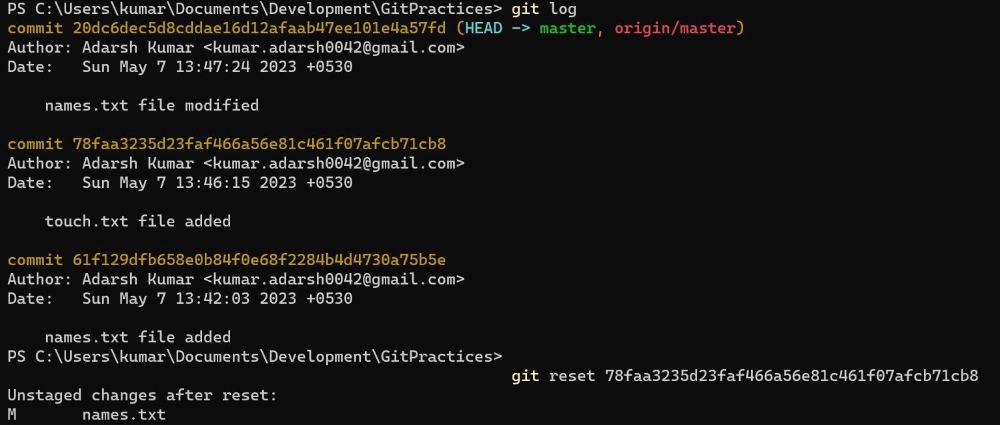 PS C:\Users\kumar\Documents\Development\GitPractices> git log
commit 20dc6dec5d8cddae16d12afaab47ee101e4a57fd (HEAD -> master, origin/master)
Author: Adarsh Kumar <kumar.adarsh0042@gmail.com>
Date:   Sun May 7 13:47:24 2023 +0530

    names.txt file modified

commit 78faa3235d23faf466a56e81c461f07afcb71cb8
Author: Adarsh Kumar <kumar.adarsh0042@gmail.com>
Date:   Sun May 7 13:46:15 2023 +0530

    touch.txt file added

commit 61f129dfb658e0b84f0e68f2284b4d4730a75b5e
Author: Adarsh Kumar <kumar.adarsh0042@gmail.com>
Date:   Sun May 7 13:42:03 2023 +0530

    names.txt file added
PS C:\Users\kumar\Documents\Development\GitPractices>
git reset 78faa3235d23faf466a56e81c461f07afcb71cb8
Unstaged changes after reset:
M       names.txt